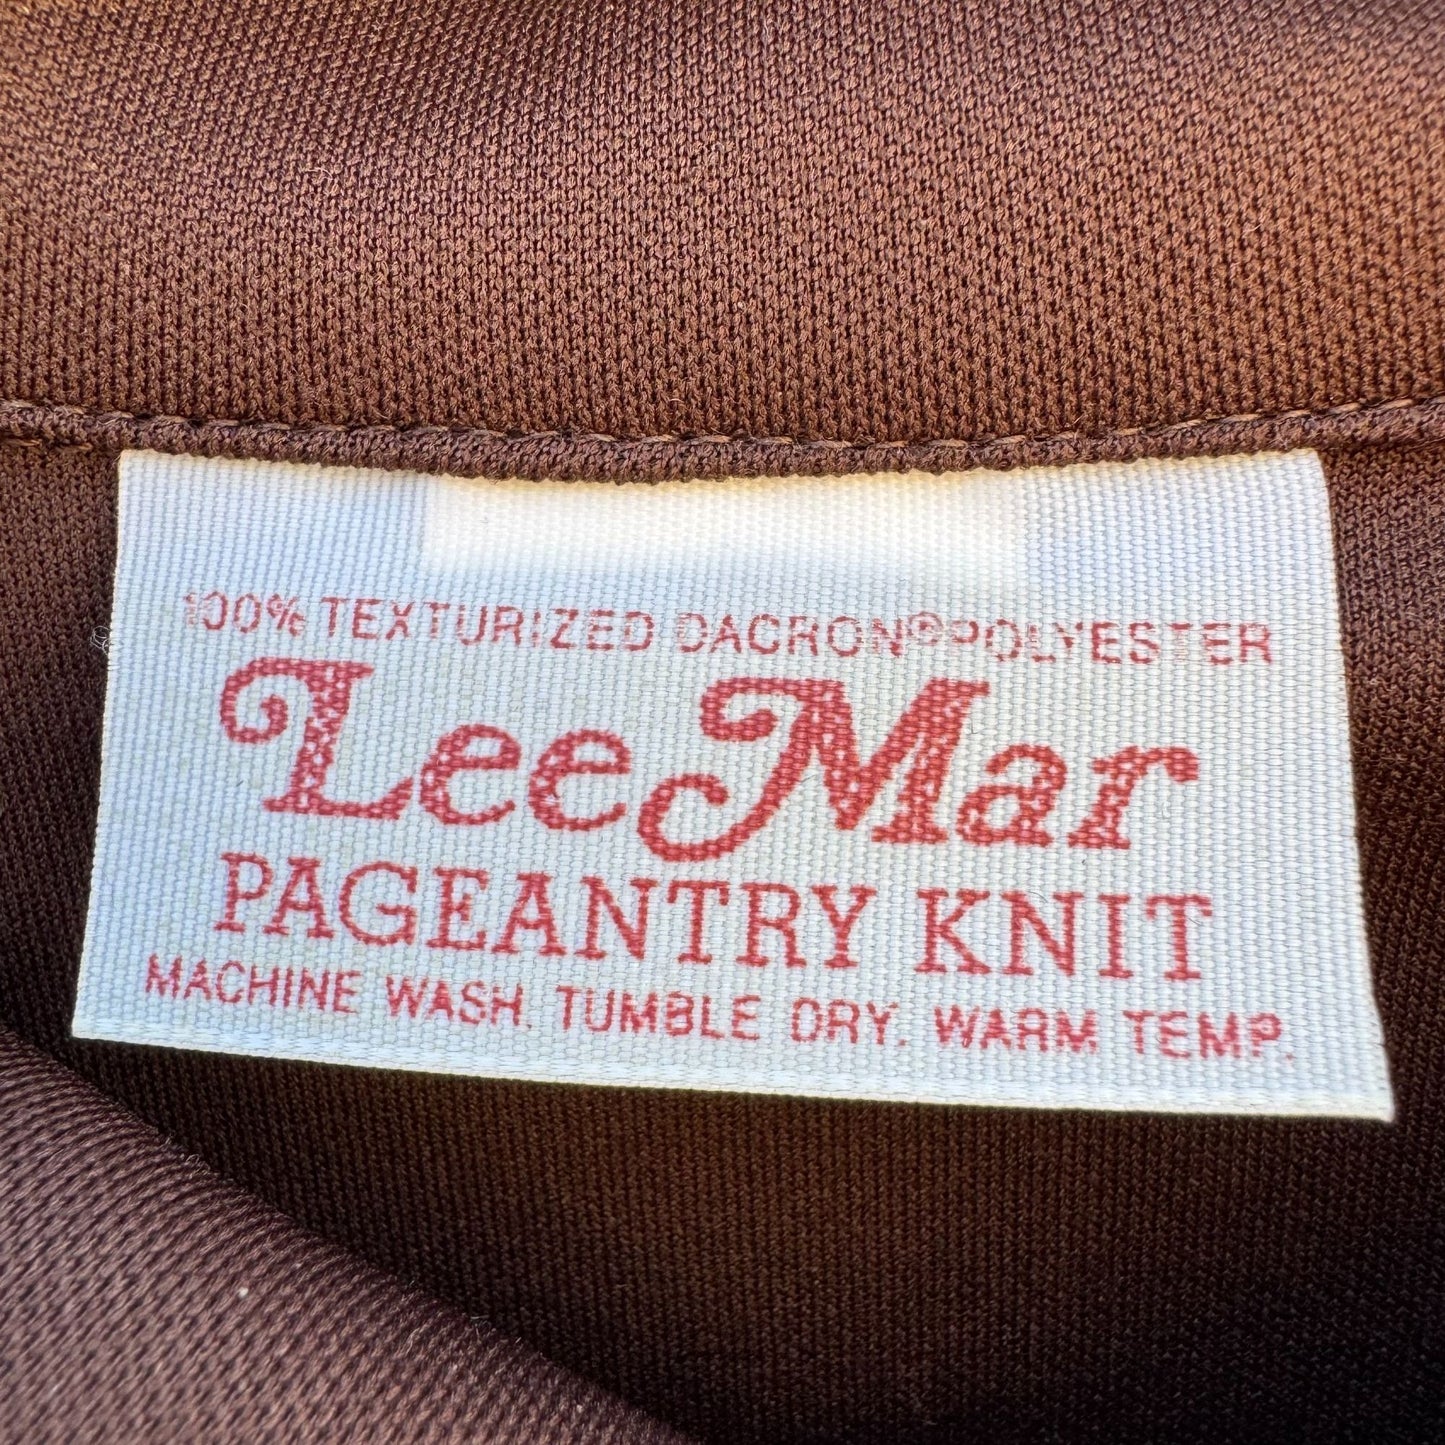 100% TEXTURIZED DACRON® POLYESTER
LeeMar
PAGEANTRY KNIT
MACHINE WASH. TUMBLE DRY. WARM TEMP.